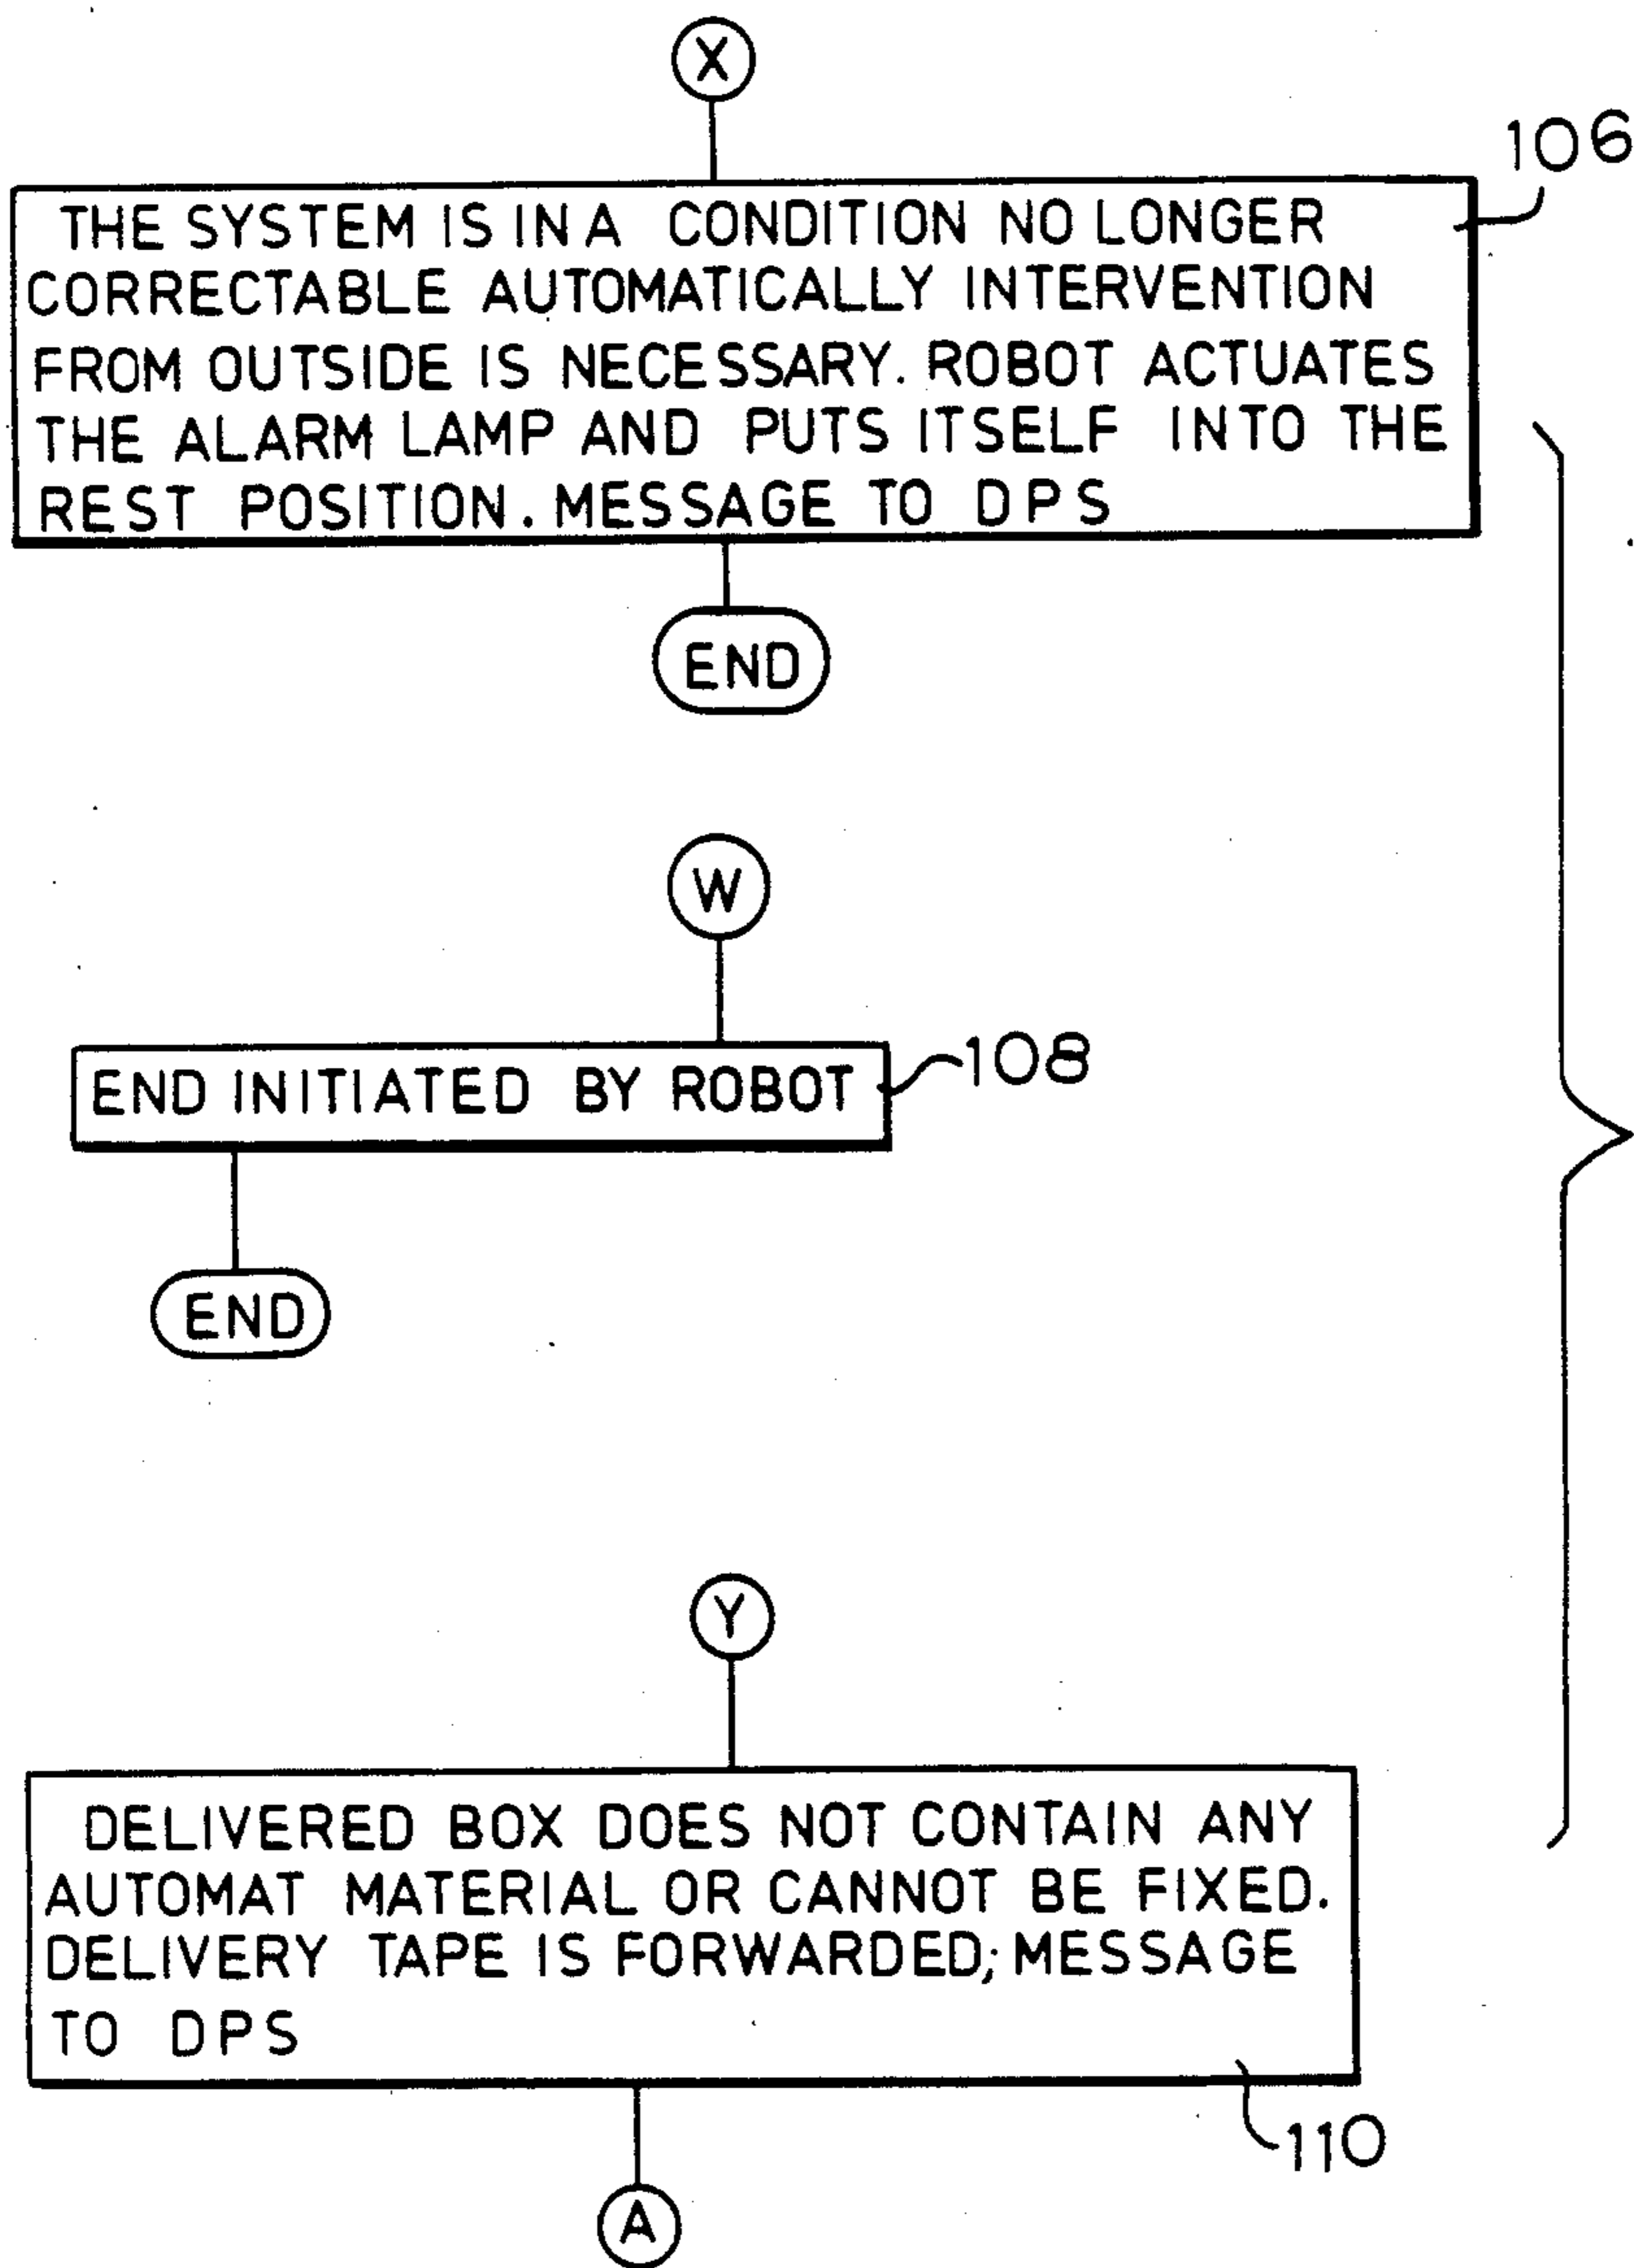 X
106
THE SYSTEM IS IN A CONDITION NO LONGER
CORRECTABLE AUTOMATICALLY INTERVENTION
FROM OUTSIDE IS NECESSARY. ROBOT ACTUATES
THE ALARM LAMP AND PUTS ITSELF INTO THE
REST POSITION. MESSAGE TO DPS
END
W
END INITIATED BY ROBOT
108
END
Y
DELIVERED BOX DOES NOT CONTAIN ANY
AUTOMAT MATERIAL OR CANNOT BE FIXED.
DELIVERY TAPE IS FORWARDED; MESSAGE
TO DPS
110
A